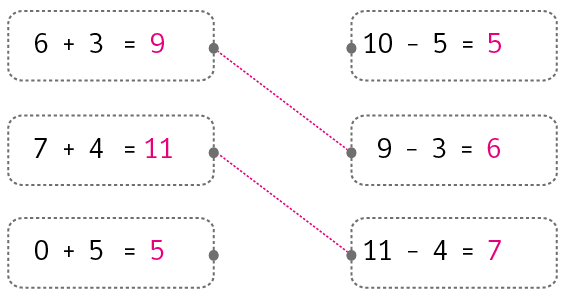 6 + 3 = 9
10 − 5 = 5
7 + 4 = 11
9 − 3 = 6
0 + 5 = 5
11 − 4 = 7